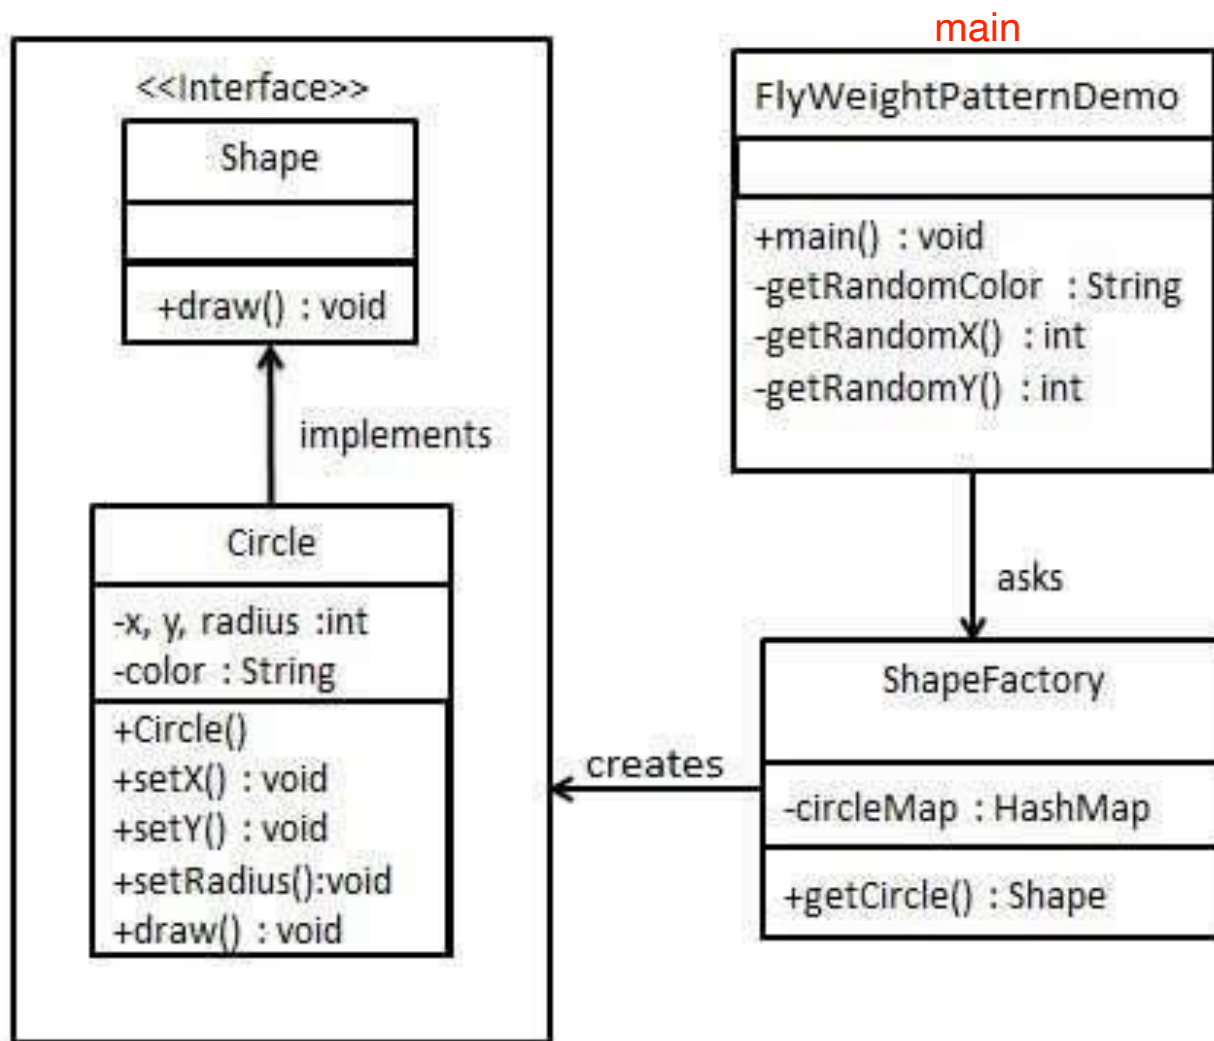 main
<<Interface>>
Shape
+draw() : void
implements
Circle
-x, y, radius :int
-color : String
+Circle()
+setX() : void
+setY() : void
+setRadius():void
+draw() : void
FlyWeightPatternDemo
+main() : void
-getRandomColor : String
-getRandomX() : int
-getRandomY() : int
asks
ShapeFactory
-circleMap : HashMap
+getCircle() : Shape
creates